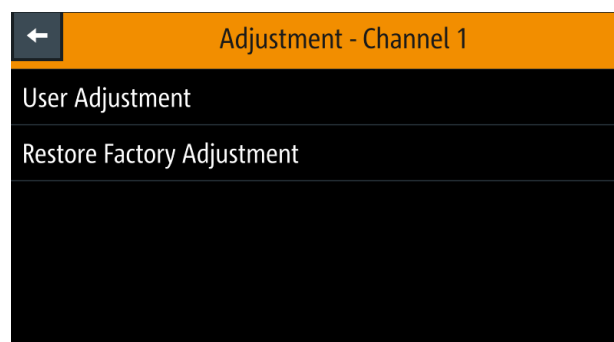 Adjustment - Channel 1
User Adjustment
Restore Factory Adjustment